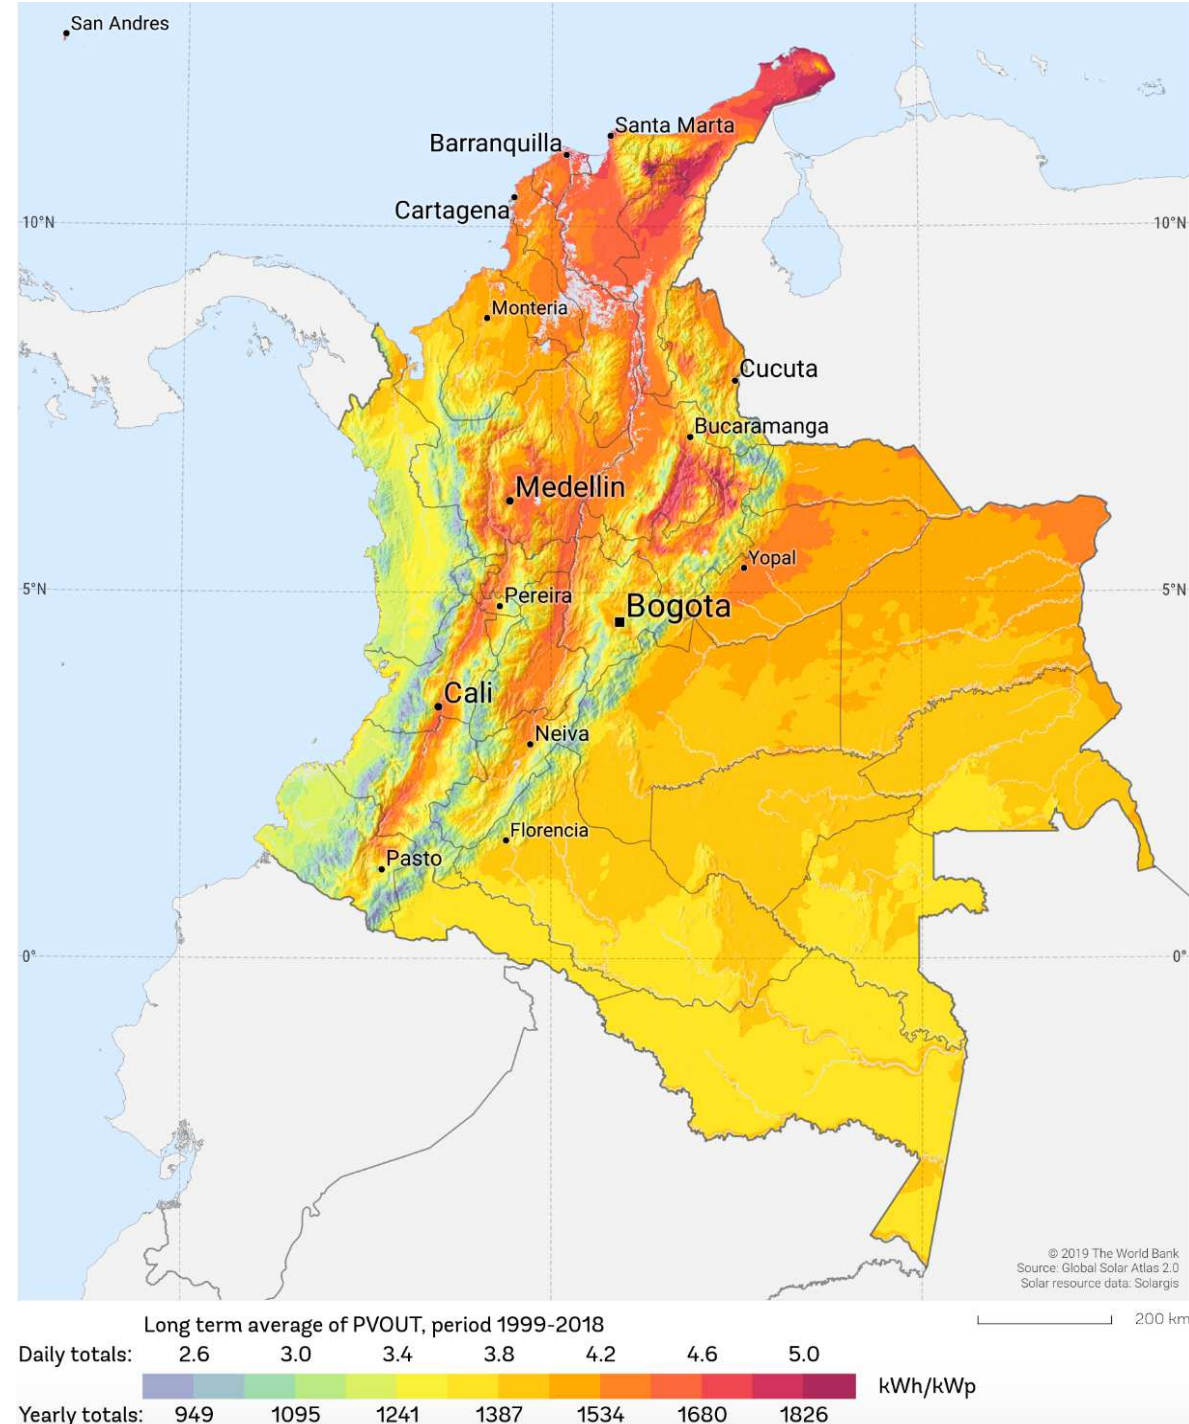 San Andres
Santa Marta
Barranquilla
Cartagena
10°N
10°N
Monteria
Cucuta
Bucaramanga
Medellin
Yopal
5°N
5°N
Pereira
Bogota
Cali
Neiva
Florencia
Pasto
0°
0°
© 2019 The World Bank
Source: Global Solar Atlas 2.0
Solar resource data: Solargis
Long term average of PVOUT, period 1999-2018
200 km
Daily totals: 2.6 3.0 3.4 3.8 4.2 4.6 5.0
kWh/kWp
Yearly totals: 949 1095 1241 1387 1534 1680 1826